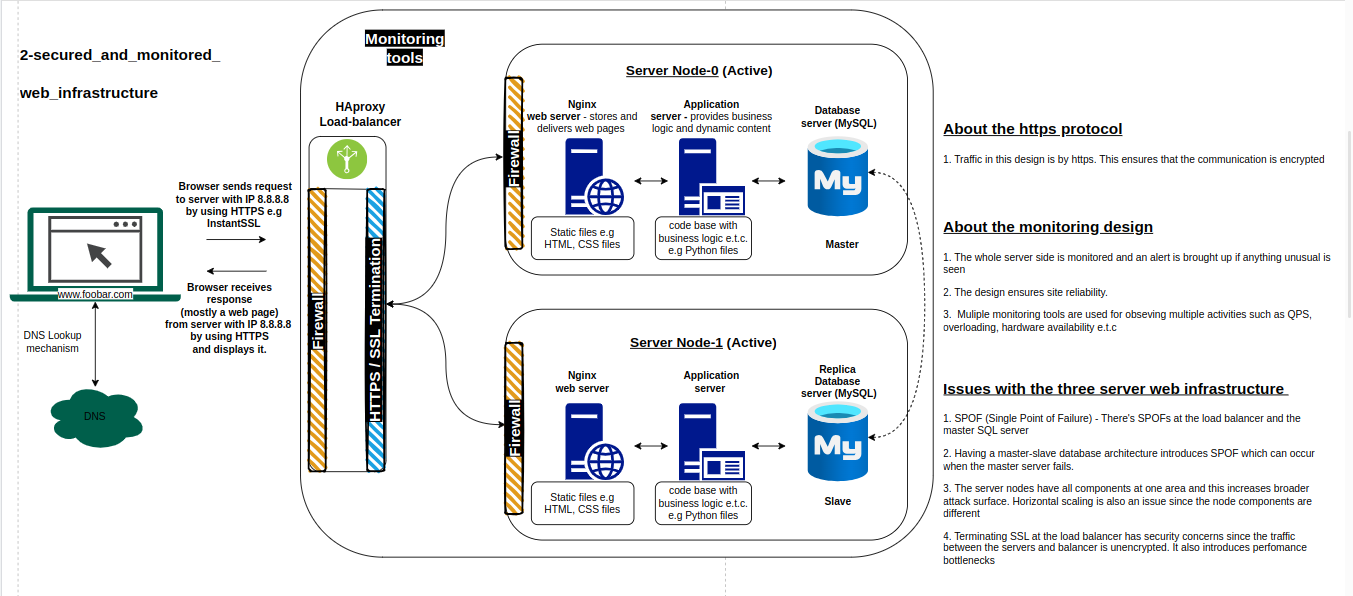 2-secured_and_monitored_
web_infrastructure
Monitoring
tools
HAproxy
Load-balancer
Firewall
HTTPS / SSL Termination
Browser sends request
to server with IP 8.8.8.8
by using HTTPS e.g
InstantSSL
Browser receives
response
(mostly a web page)
from server with IP 8.8.8.8
by using HTTPS
and displays it.
www.foobar.com
DNS Lookup
mechanism
DNS
Server Node-0 (Active)
Firewall
Nginx
web server - stores and
delivers web pages
Application
server - provides business
logic and dynamic content
Database
server (MySQL)
My
Static files e.g
HTML, CSS files
code base with
business logic e.t.c.
e.g Python files
Master
Server Node-1 (Active)
Firewall
Nginx
web server
Application
server
Replica
Database
server (MySQL)
My
Static files e.g
HTML, CSS files
code base with
business logic e.t.c.
e.g Python files
Slave
About the https protocol
1. Traffic in this design is by https. This ensures that the communication is encrypted
About the monitoring design
1. The whole server side is monitored and an alert is brought up if anything unusual is
seen
2. The design ensures site reliability.
3. Muliple monitoring tools are used for obseving multiple activities such as QPS,
overloading, hardware availability e.t.c
Issues with the three server web infrastructure
1. SPOF (Single Point of Failure) - There's SPOFs at the load balancer and the
master SQL server
2. Having a master-slave database architecture introduces SPOF which can occur
when the master server fails.
3. The server nodes have all components at one area and this increases broader
attack surface. Horizontal scaling is also an issue since the node components are
different
4. Terminating SSL at the load balancer has security concerns since the traffic
between the servers and balancer is unencrypted. It also introduces perfomance
bottlenecks